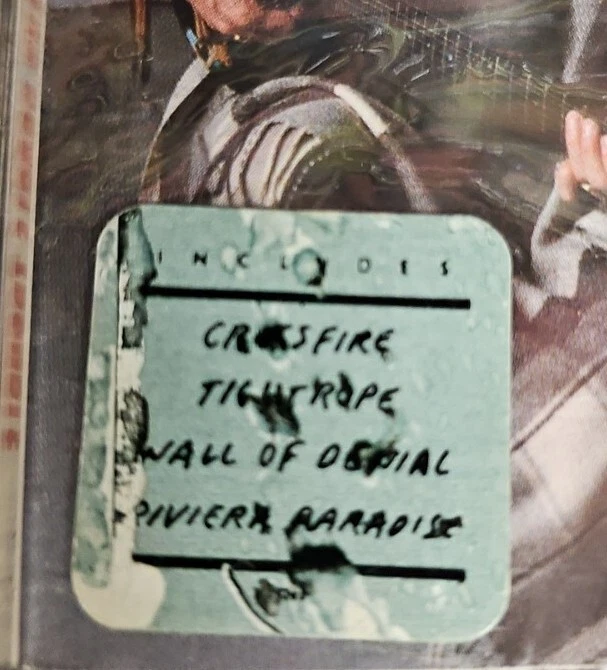 INCLUDES
CROSSFIRE
TIGHTROPE
WALL OF DENIAL
RIVIERA PARADISE